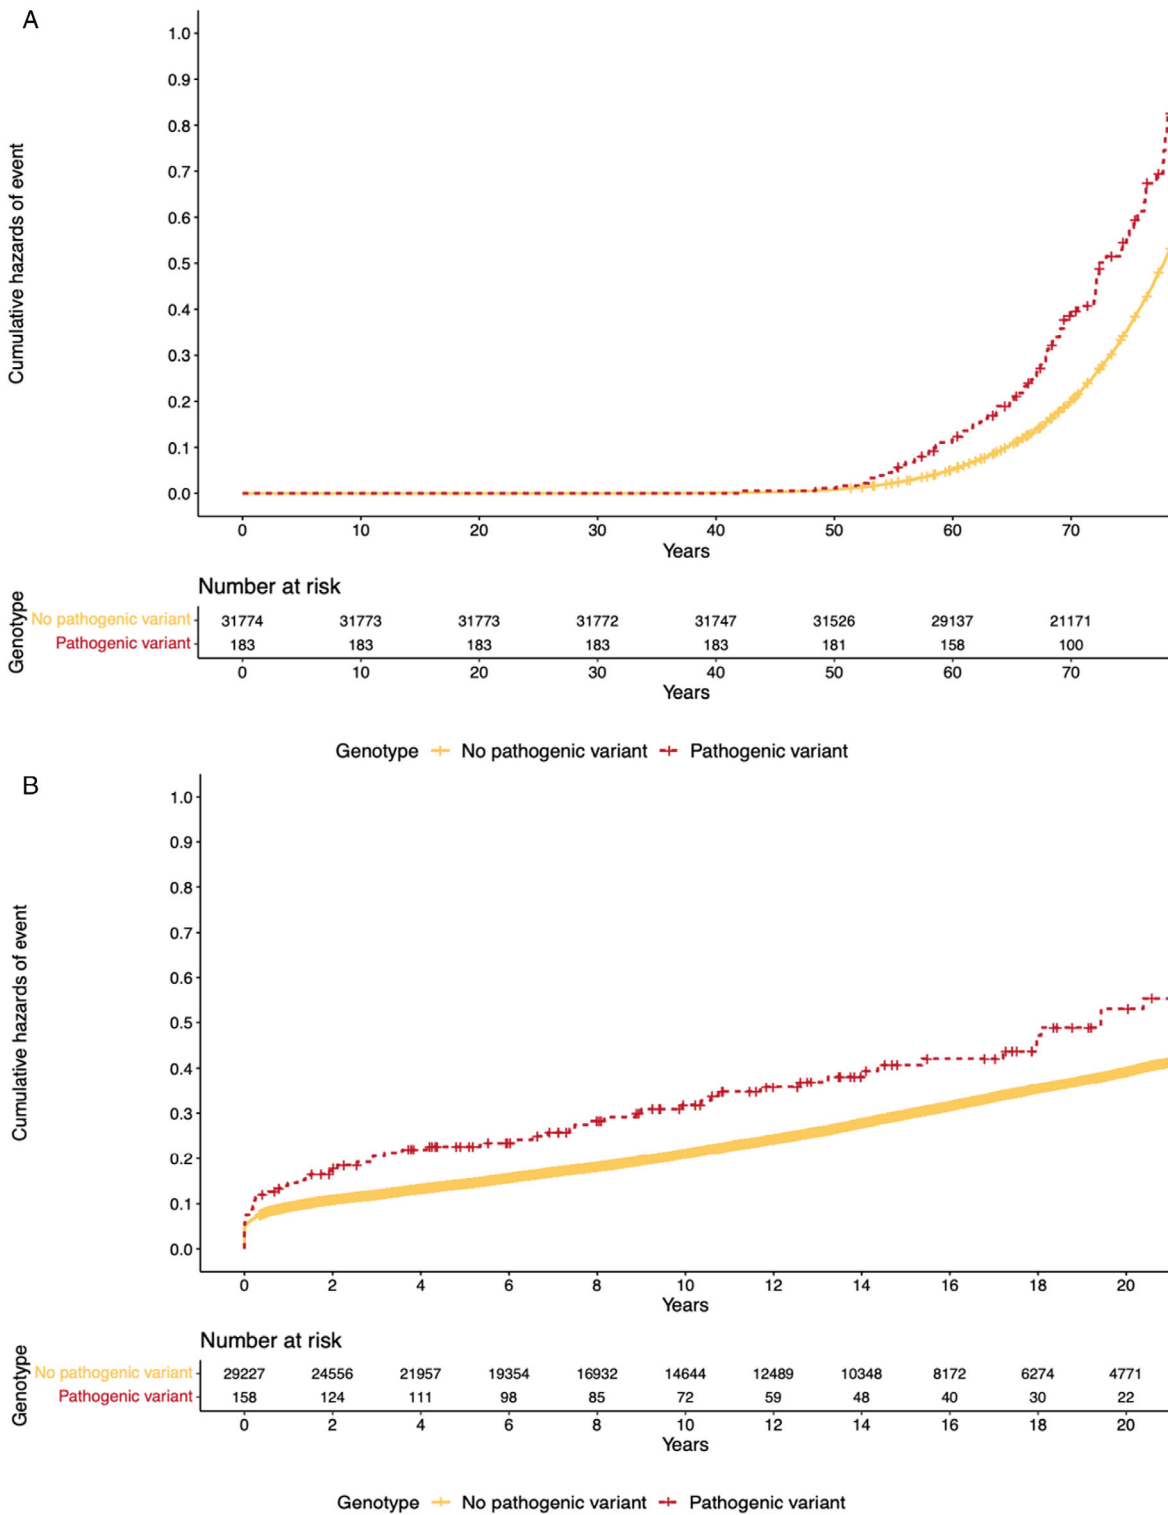 A
Cumulative hazards of event
1.0
0.9
0.8
0.7
0.6
0.5
0.4
0.3
0.2
0.1
0.0
0 10 20 30 40 50 60 70
Years
Number at risk
Genotype
No pathogenic variant 31774 31773 31773 31772 31747 31526 29137 21171
Pathogenic variant 183 183 183 183 183 181 158 100
0 10 20 30 40 50 60 70
Years
Genotype No pathogenic variant Pathogenic variant
B
Cumulative hazards of event
1.0
0.9
0.8
0.7
0.6
0.5
0.4
0.3
0.2
0.1
0.0
0 2 4 6 8 10 12 14 16 18 20
Years
Number at risk
Genotype
No pathogenic variant 29227 24556 21957 19354 16932 14644 12489 10348 8172 6274 4771
Pathogenic variant 158 124 111 98 85 72 59 48 40 30 22
0 2 4 6 8 10 12 14 16 18 20
Years
Genotype No pathogenic variant Pathogenic variant